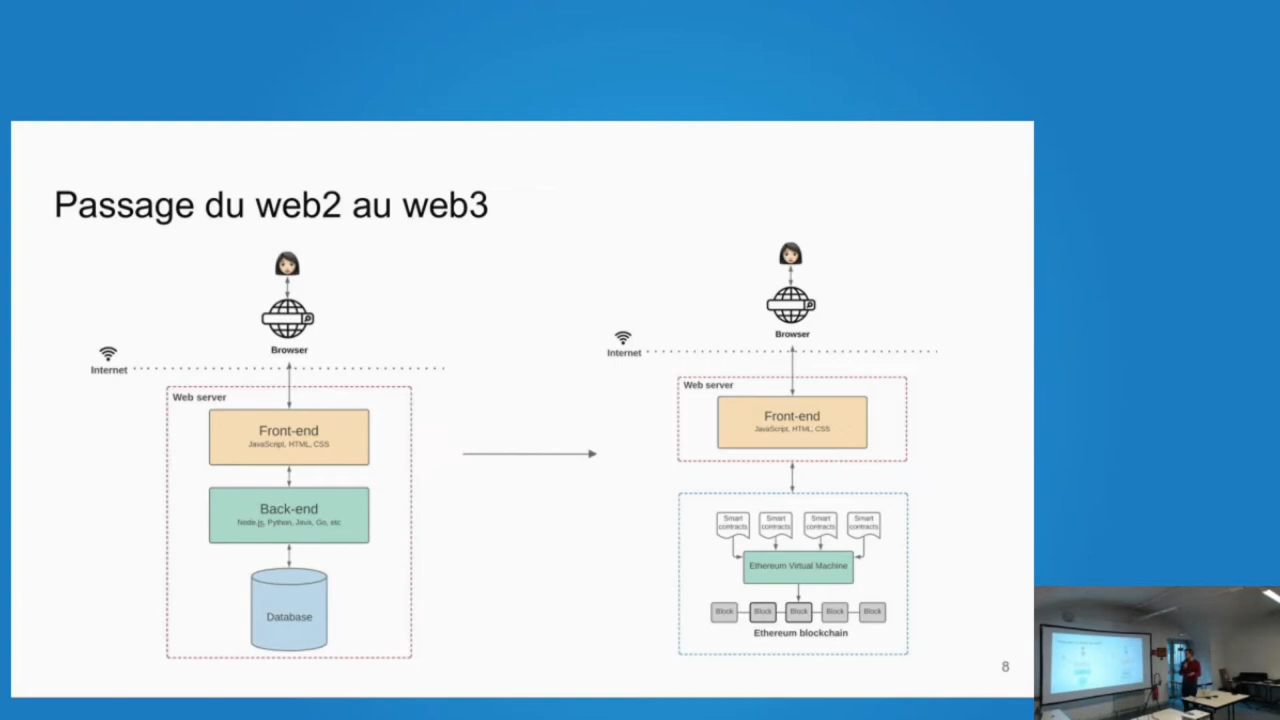 Passage du web2 au web3
Browser
Internet
Web server
Front-end
JavaScript, HTML, CSS
Back-end
Node.js, Python, Java, Go, etc
Database
Browser
Internet
Web server
Front-end
JavaScript, HTML, CSS
Smart contracts
Smart contracts
Smart contracts
Smart contracts
Ethereum Virtual Machine
Block
Block
Block
Block
Block
Ethereum blockchain
8